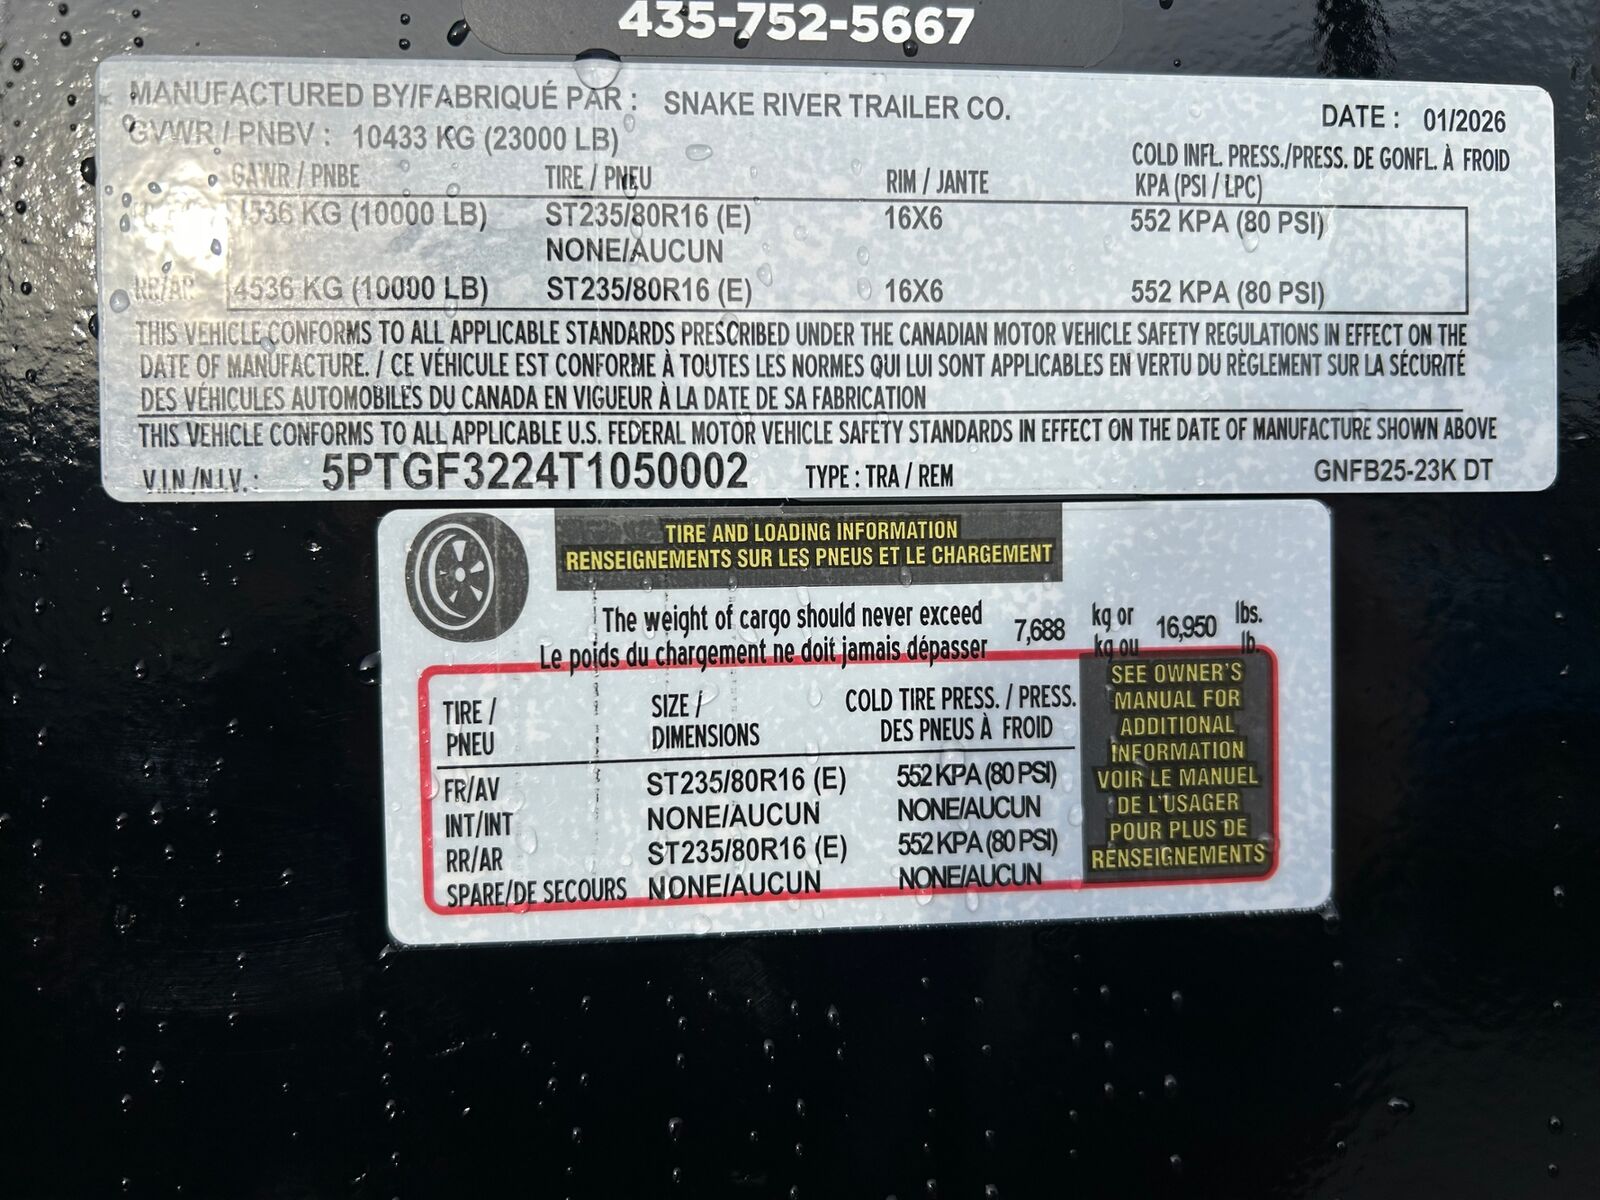 435-752-5667
MANUFACTURED BY/FABRIQUÉ PAR : SNAKE RIVER TRAILER CO. DATE : 01/2026
GVWR / PNBV : 10433 KG (23000 LB)
COLD INFL. PRESS./PRESS. DE GONFL. À FROID
GAWR / PNBE TIRE / PNEU RIM / JANTE KPA (PSI / LPC)
4536 KG (10000 LB) ST235/80R16 (E) 16X6 552 KPA (80 PSI)
NONE/AUCUN
RR/AR 4536 KG (10000 LB) ST235/80R16 (E) 16X6 552 KPA (80 PSI)
THIS VEHICLE CONFORMS TO ALL APPLICABLE STANDARDS PRESCRIBED UNDER THE CANADIAN MOTOR VEHICLE SAFETY REGULATIONS IN EFFECT ON THE
DATE OF MANUFACTURE. / CE VÉHICULE EST CONFORME À TOUTES LES NORMES QUI LUI SONT APPLICABLES EN VERTU DU RÈGLEMENT SUR LA SÉCURITÉ
DES VÉHICULES AUTOMOBILES DU CANADA EN VIGUEUR À LA DATE DE SA FABRICATION
THIS VEHICLE CONFORMS TO ALL APPLICABLE U.S. FEDERAL MOTOR VEHICLE SAFETY STANDARDS IN EFFECT ON THE DATE OF MANUFACTURE SHOWN ABOVE
V.I.N./N.I.V. : 5PTGF3224T1050002 TYPE : TRA / REM GNFB25-23K DT
TIRE AND LOADING INFORMATION
RENSEIGNEMENTS SUR LES PNEUS ET LE CHARGEMENT
The weight of cargo should never exceed 7,688 kg or 16,950 lbs.
Le poids du chargement ne doit jamais dépasser kg ou lb.
TIRE / SIZE / COLD TIRE PRESS. / PRESS.
PNEU DIMENSIONS DES PNEUS À FROID
FR/AV ST235/80R16 (E) 552 KPA (80 PSI)
INT/INT NONE/AUCUN NONE/AUCUN
RR/AR ST235/80R16 (E) 552 KPA (80 PSI)
SPARE/DE SECOURS NONE/AUCUN NONE/AUCUN
SEE OWNER'S
MANUAL FOR
ADDITIONAL
INFORMATION
VOIR LE MANUEL
DE L'USAGER
POUR PLUS DE
RENSEIGNEMENTS